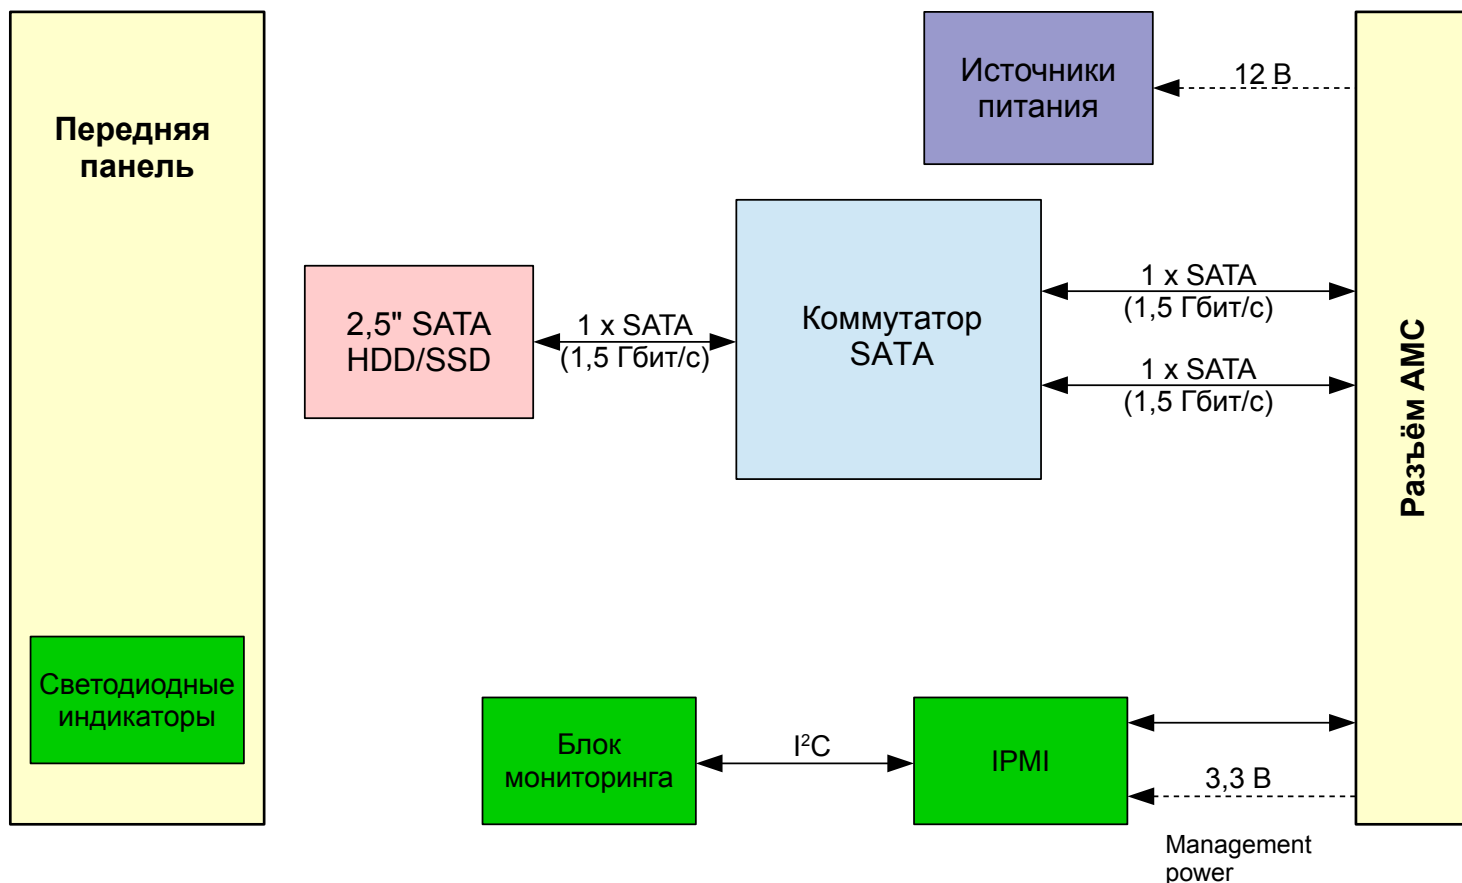 Передняя
панель
Источники
питания
12 В
2,5" SATA
HDD/SSD
1 x SATA
(1,5 Гбит/с)
Коммутатор
SATA
1 x SATA
(1,5 Гбит/с)
1 x SATA
(1,5 Гбит/с)
Разъём AMC
Светодиодные
индикаторы
Блок
мониторинга
I²C
IPMI
3,3 В
Management
power